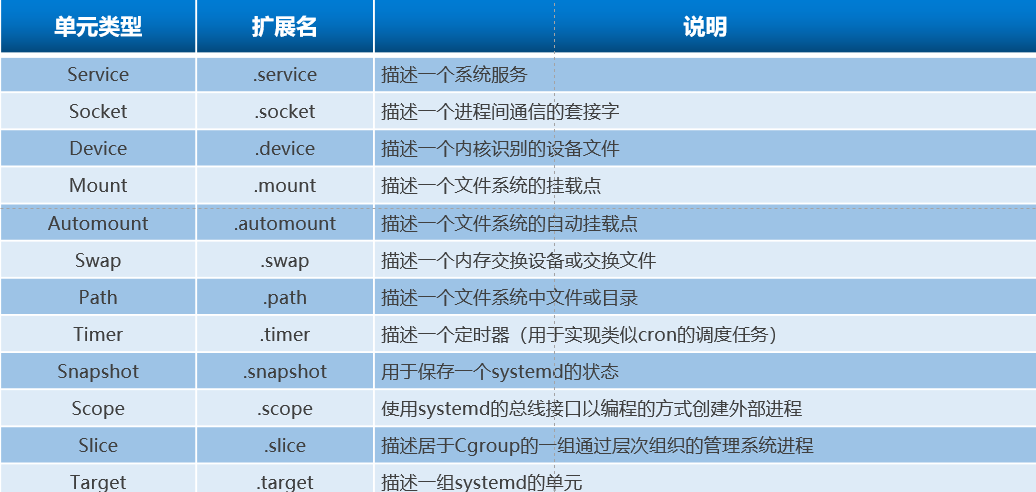 单元类型 扩展名 说明
Service .service 描述一个系统服务
Socket .socket 描述一个进程间通信的套接字
Device .device 描述一个内核识别的设备文件
Mount .mount 描述一个文件系统的挂载点
Automount .automount 描述一个文件系统的自动挂载点
Swap .swap 描述一个内存交换设备或交换文件
Path .path 描述一个文件系统中文件或目录
Timer .timer 描述一个定时器（用于实现类似cron的调度任务）
Snapshot .snapshot 用于保存一个systemd的状态
Scope .scope 使用systemd的总线接口以编程的方式创建外部进程
Slice .slice 描述居于Cgroup的一组通过层次组织的管理系统进程
Target .target 描述一组systemd的单元